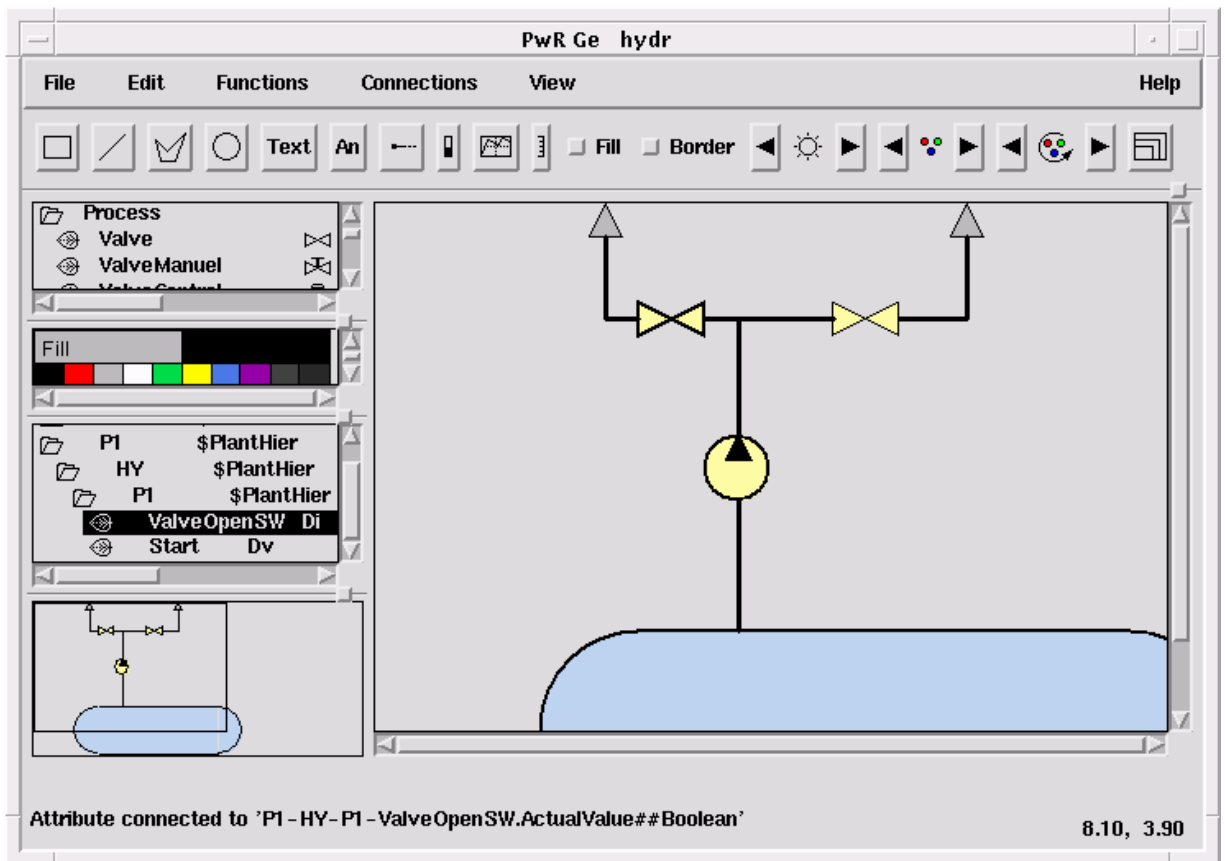 PwR Ge hydr
File Edit Functions Connections View Help
Text An Fill Border
Process
Valve
ValveManuel
ValveControl
Fill
P1 $PlantHier
HY $PlantHier
P1 $PlantHier
ValveOpenSW Di
Start Dv
Attribute connected to 'P1-HY-P1-ValveOpenSW.ActualValue##Boolean'
8.10, 3.90